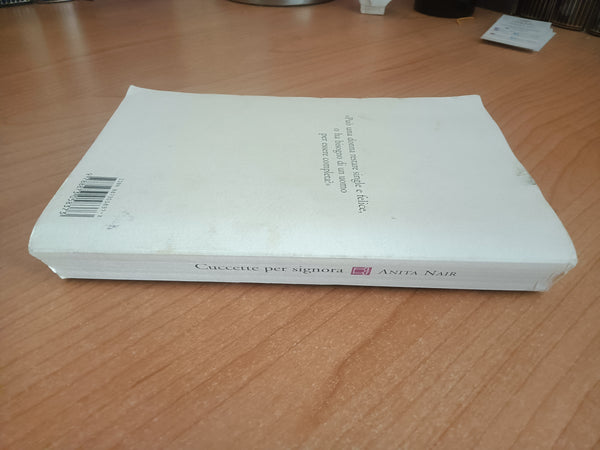 «Può una donna restare single e felice,
o ha bisogno di un uomo
per essere completa?»
Cuccette per signora ANITA NAIR